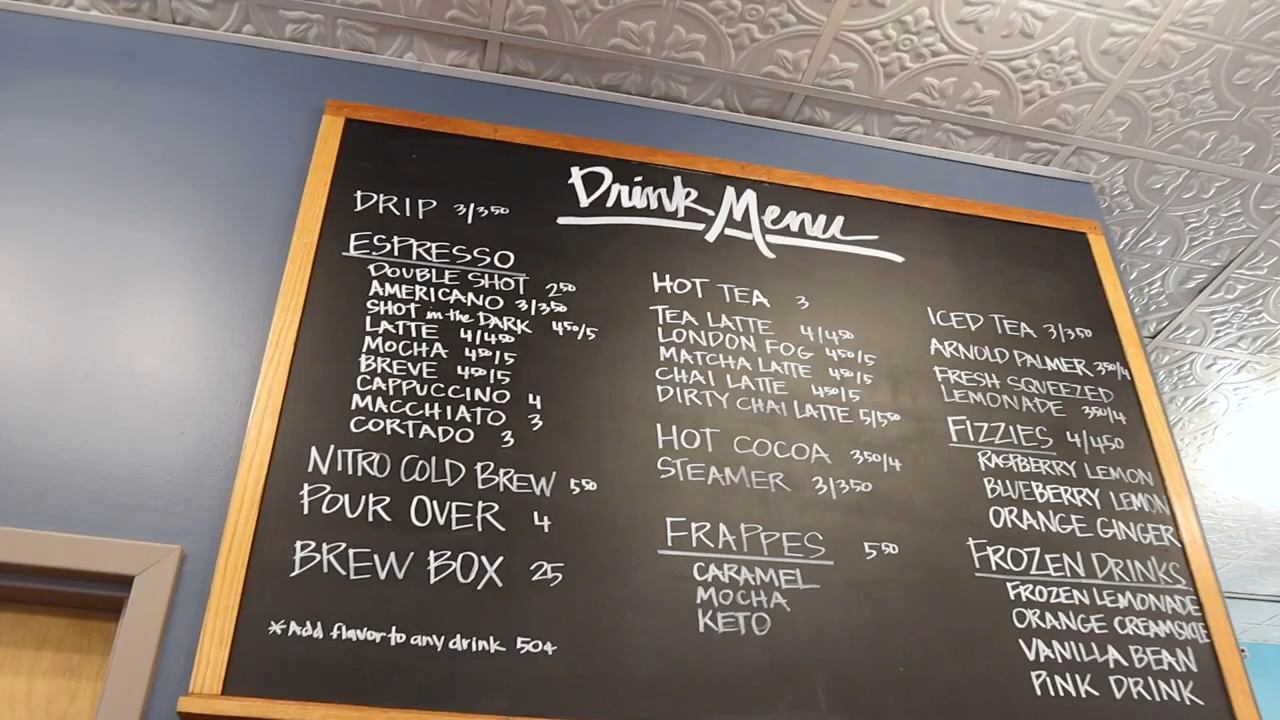 Drink Menu
DRIP 3/3⁵⁰
ESPRESSO
DOUBLE SHOT 2⁵⁰
AMERICANO 3/3⁵⁰
SHOT in the DARK 4⁵⁰/5
LATTE 4/4⁵⁰
MOCHA 4⁵⁰/5
BREVE 4⁵⁰/5
CAPPUCCINO 4
MACCHIATO 3
CORTADO 3
NITRO COLD BREW 5⁵⁰
POUR OVER 4
BREW BOX 25
*Add flavor to any drink 50¢
HOT TEA 3
TEA LATTE 4/4⁵⁰
LONDON FOG 4⁵⁰/5
MATCHA LATTE 4⁵⁰/5
CHAI LATTE 4⁵⁰/5
DIRTY CHAI LATTE 5/5⁵⁰
HOT COCOA 3⁵⁰/4
STEAMER 3/3⁵⁰
FRAPPES 5⁵⁰
CARAMEL
MOCHA
KETO
ICED TEA 3/3⁵⁰
ARNOLD PALMER 3⁵⁰/4
FRESH SQUEEZED
LEMONADE 3⁵⁰/4
FIZZIES 4/4⁵⁰
RASPBERRY LEMON
BLUEBERRY LEMON
ORANGE GINGER
FROZEN DRINKS
FROZEN LEMONADE
ORANGE CREAMSICLE
VANILLA BEAN
PINK DRINK